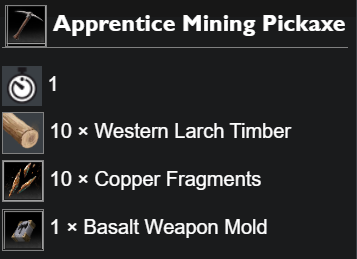 Apprentice Mining Pickaxe
1
10 × Western Larch Timber
10 × Copper Fragments
1 × Basalt Weapon Mold